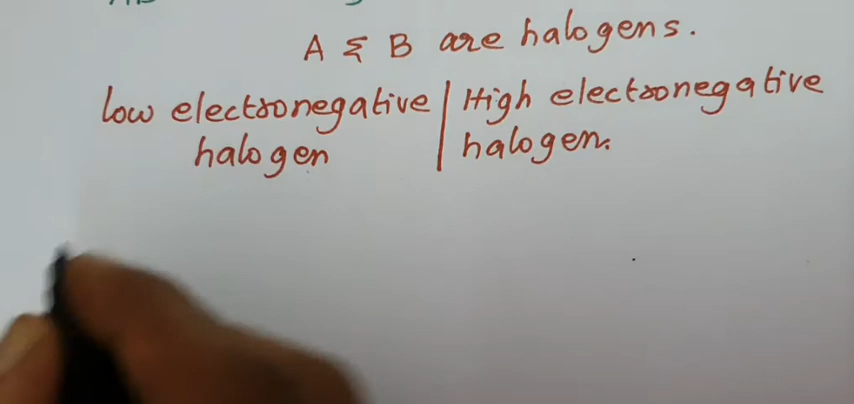 A & B are halogens.
low electronegative | High electronegative
halogen | halogen.